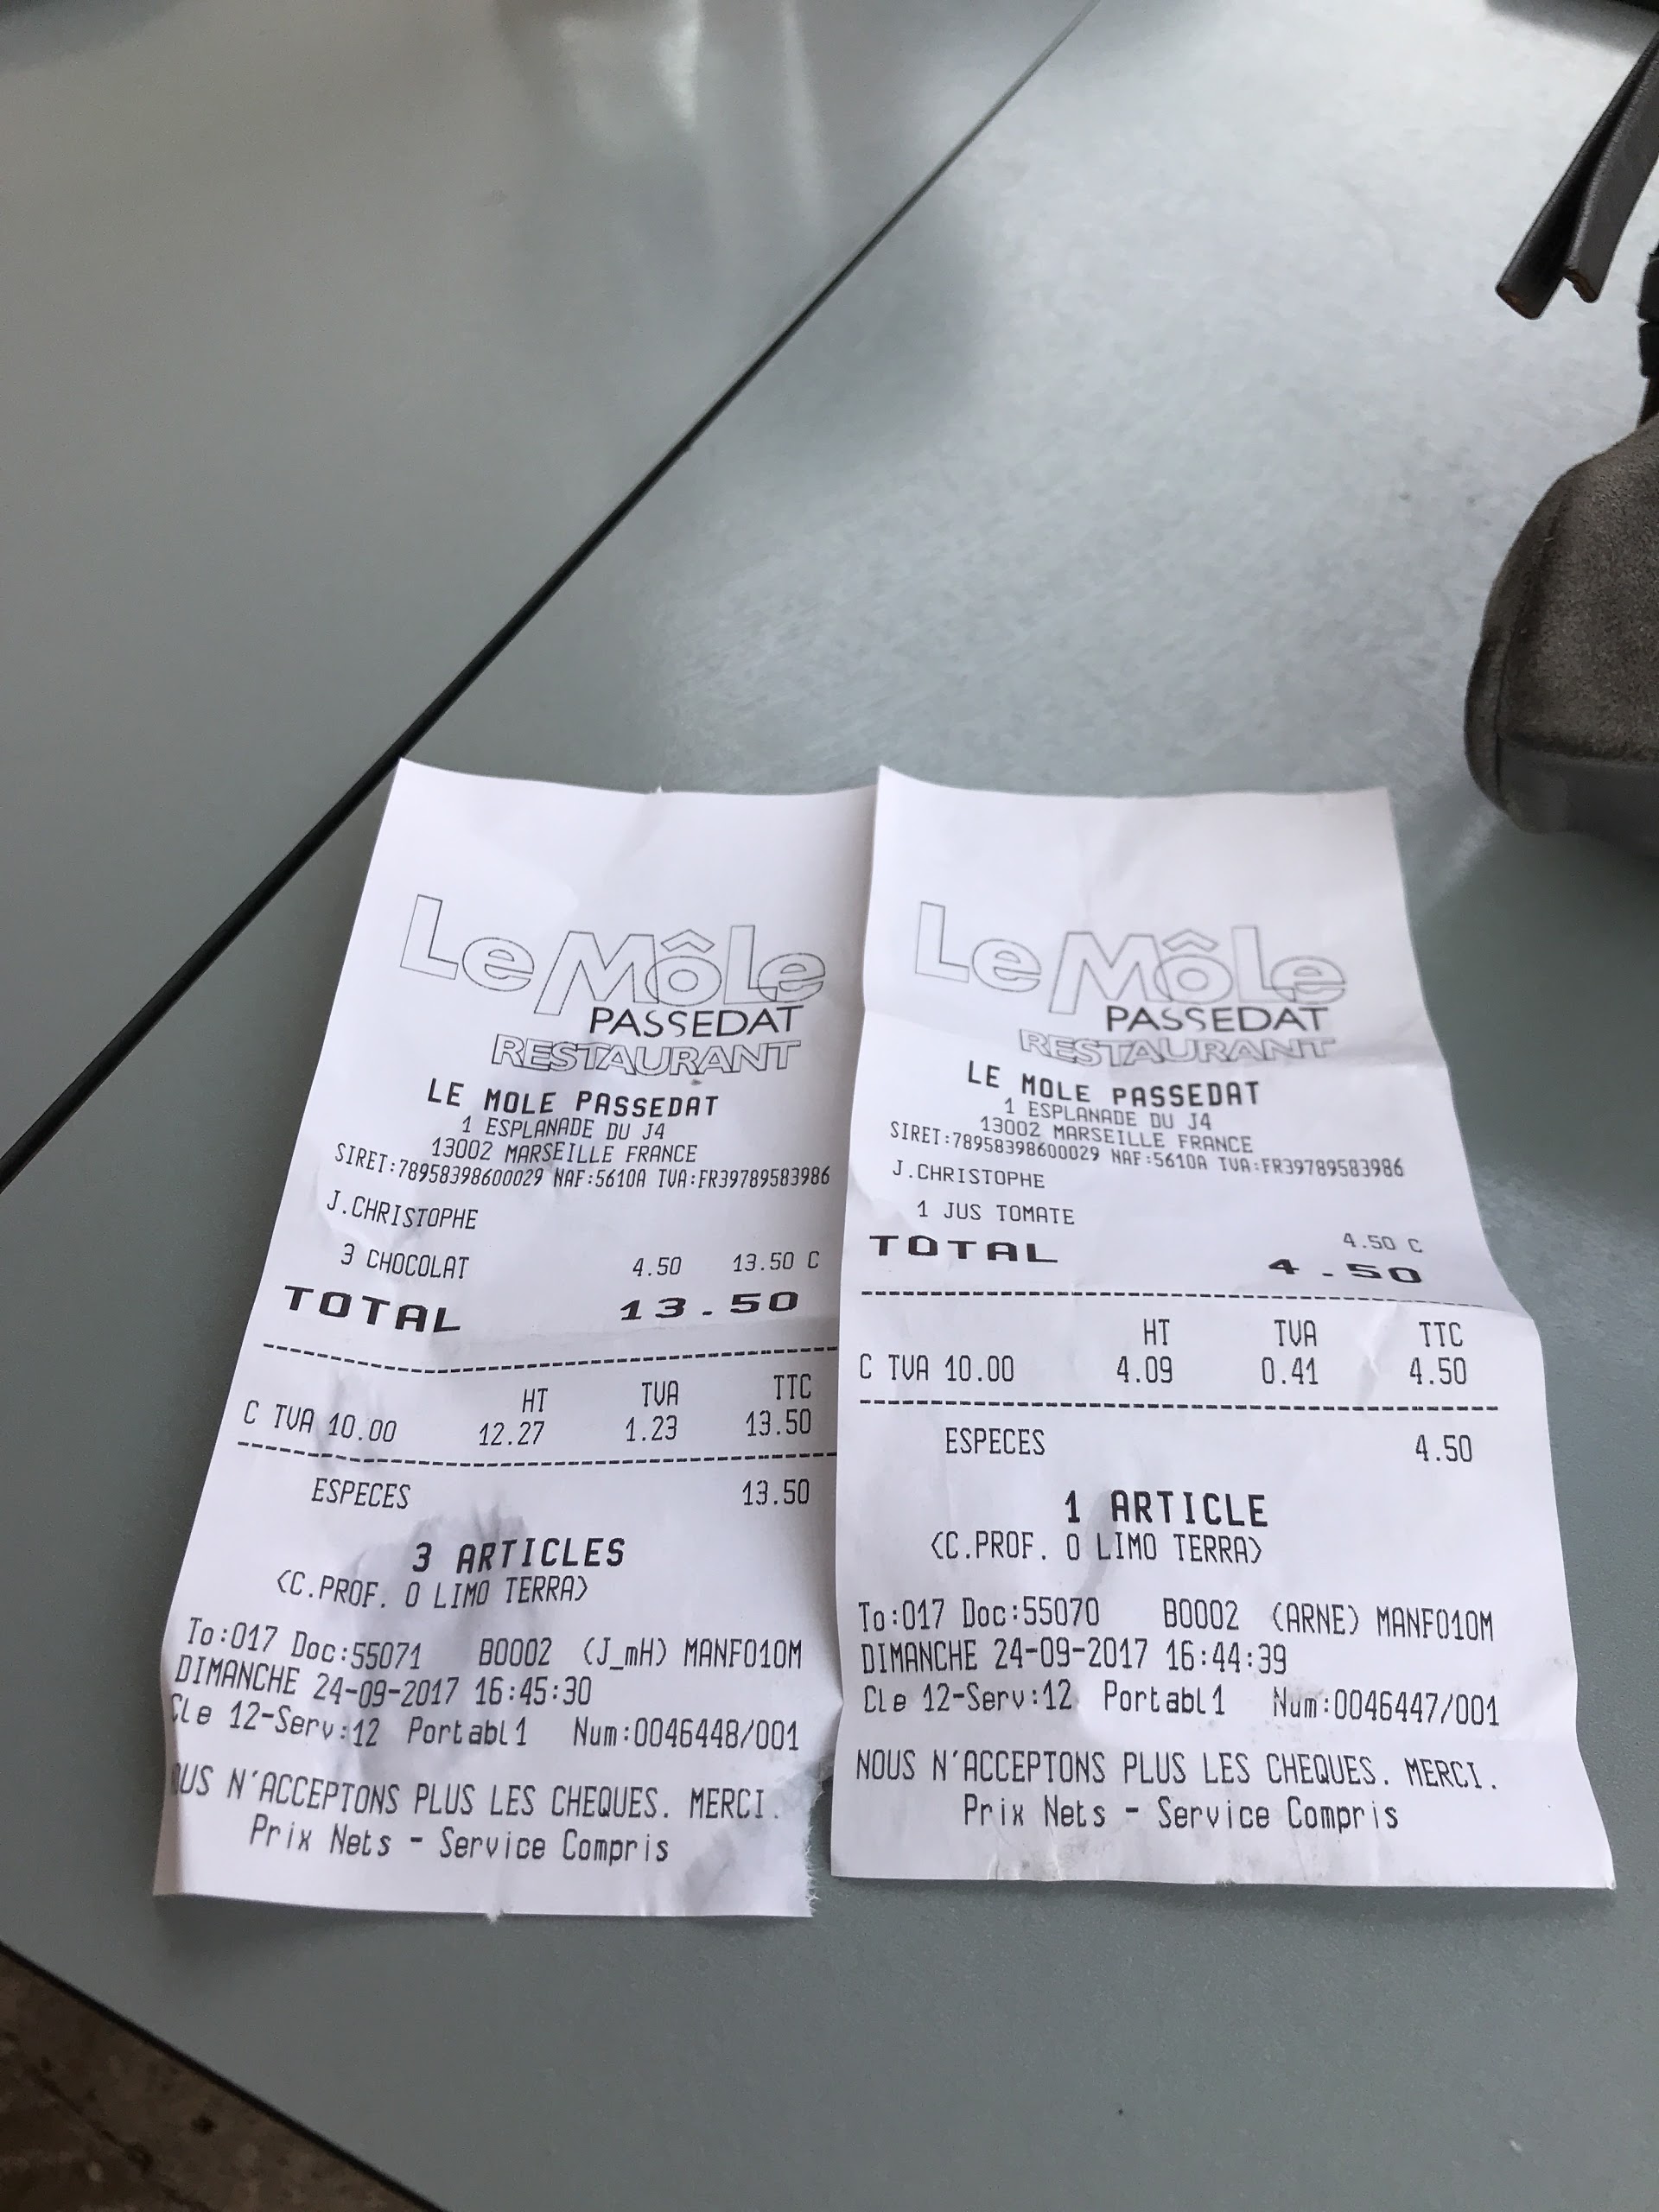 Le Môle
PASSEDAT
RESTAURANT
LE MOLE PASSEDAT
1 ESPLANADE DU J4
13002 MARSEILLE FRANCE
SIRET:78958398600029 NAF:5610A TVA:FR39789583986
J.CHRISTOPHE
3 CHOCOLAT 4.50 13.50 C
TOTAL 13.50
HT TVA TTC
C TVA 10.00 12.27 1.23 13.50
ESPECES 13.50
3 ARTICLES
<C.PROF. O LIMO TERRA>
To:017 Doc:55071 B0002 (J_mH) MANF010M
DIMANCHE 24-09-2017 16:45:30
Cle 12-Serv:12 Portabl1 Num:0046448/001
OUS N'ACCEPTONS PLUS LES CHEQUES. MERCI.
Prix Nets - Service Compris
Le Môle
PASSEDAT
RESTAURANT
LE MOLE PASSEDAT
1 ESPLANADE DU J4
13002 MARSEILLE FRANCE
SIRET:78958398600029 NAF:5610A TVA:FR39789583986
J.CHRISTOPHE
1 JUS TOMATE 4.50 C
TOTAL 4.50
HT TVA TTC
C TVA 10.00 4.09 0.41 4.50
ESPECES 4.50
1 ARTICLE
<C.PROF. O LIMO TERRA>
To:017 Doc:55070 B0002 (ARNE) MANF010M
DIMANCHE 24-09-2017 16:44:39
Cle 12-Serv:12 Portabl1 Num:0046447/001
NOUS N'ACCEPTONS PLUS LES CHEQUES. MERCI.
Prix Nets - Service Compris